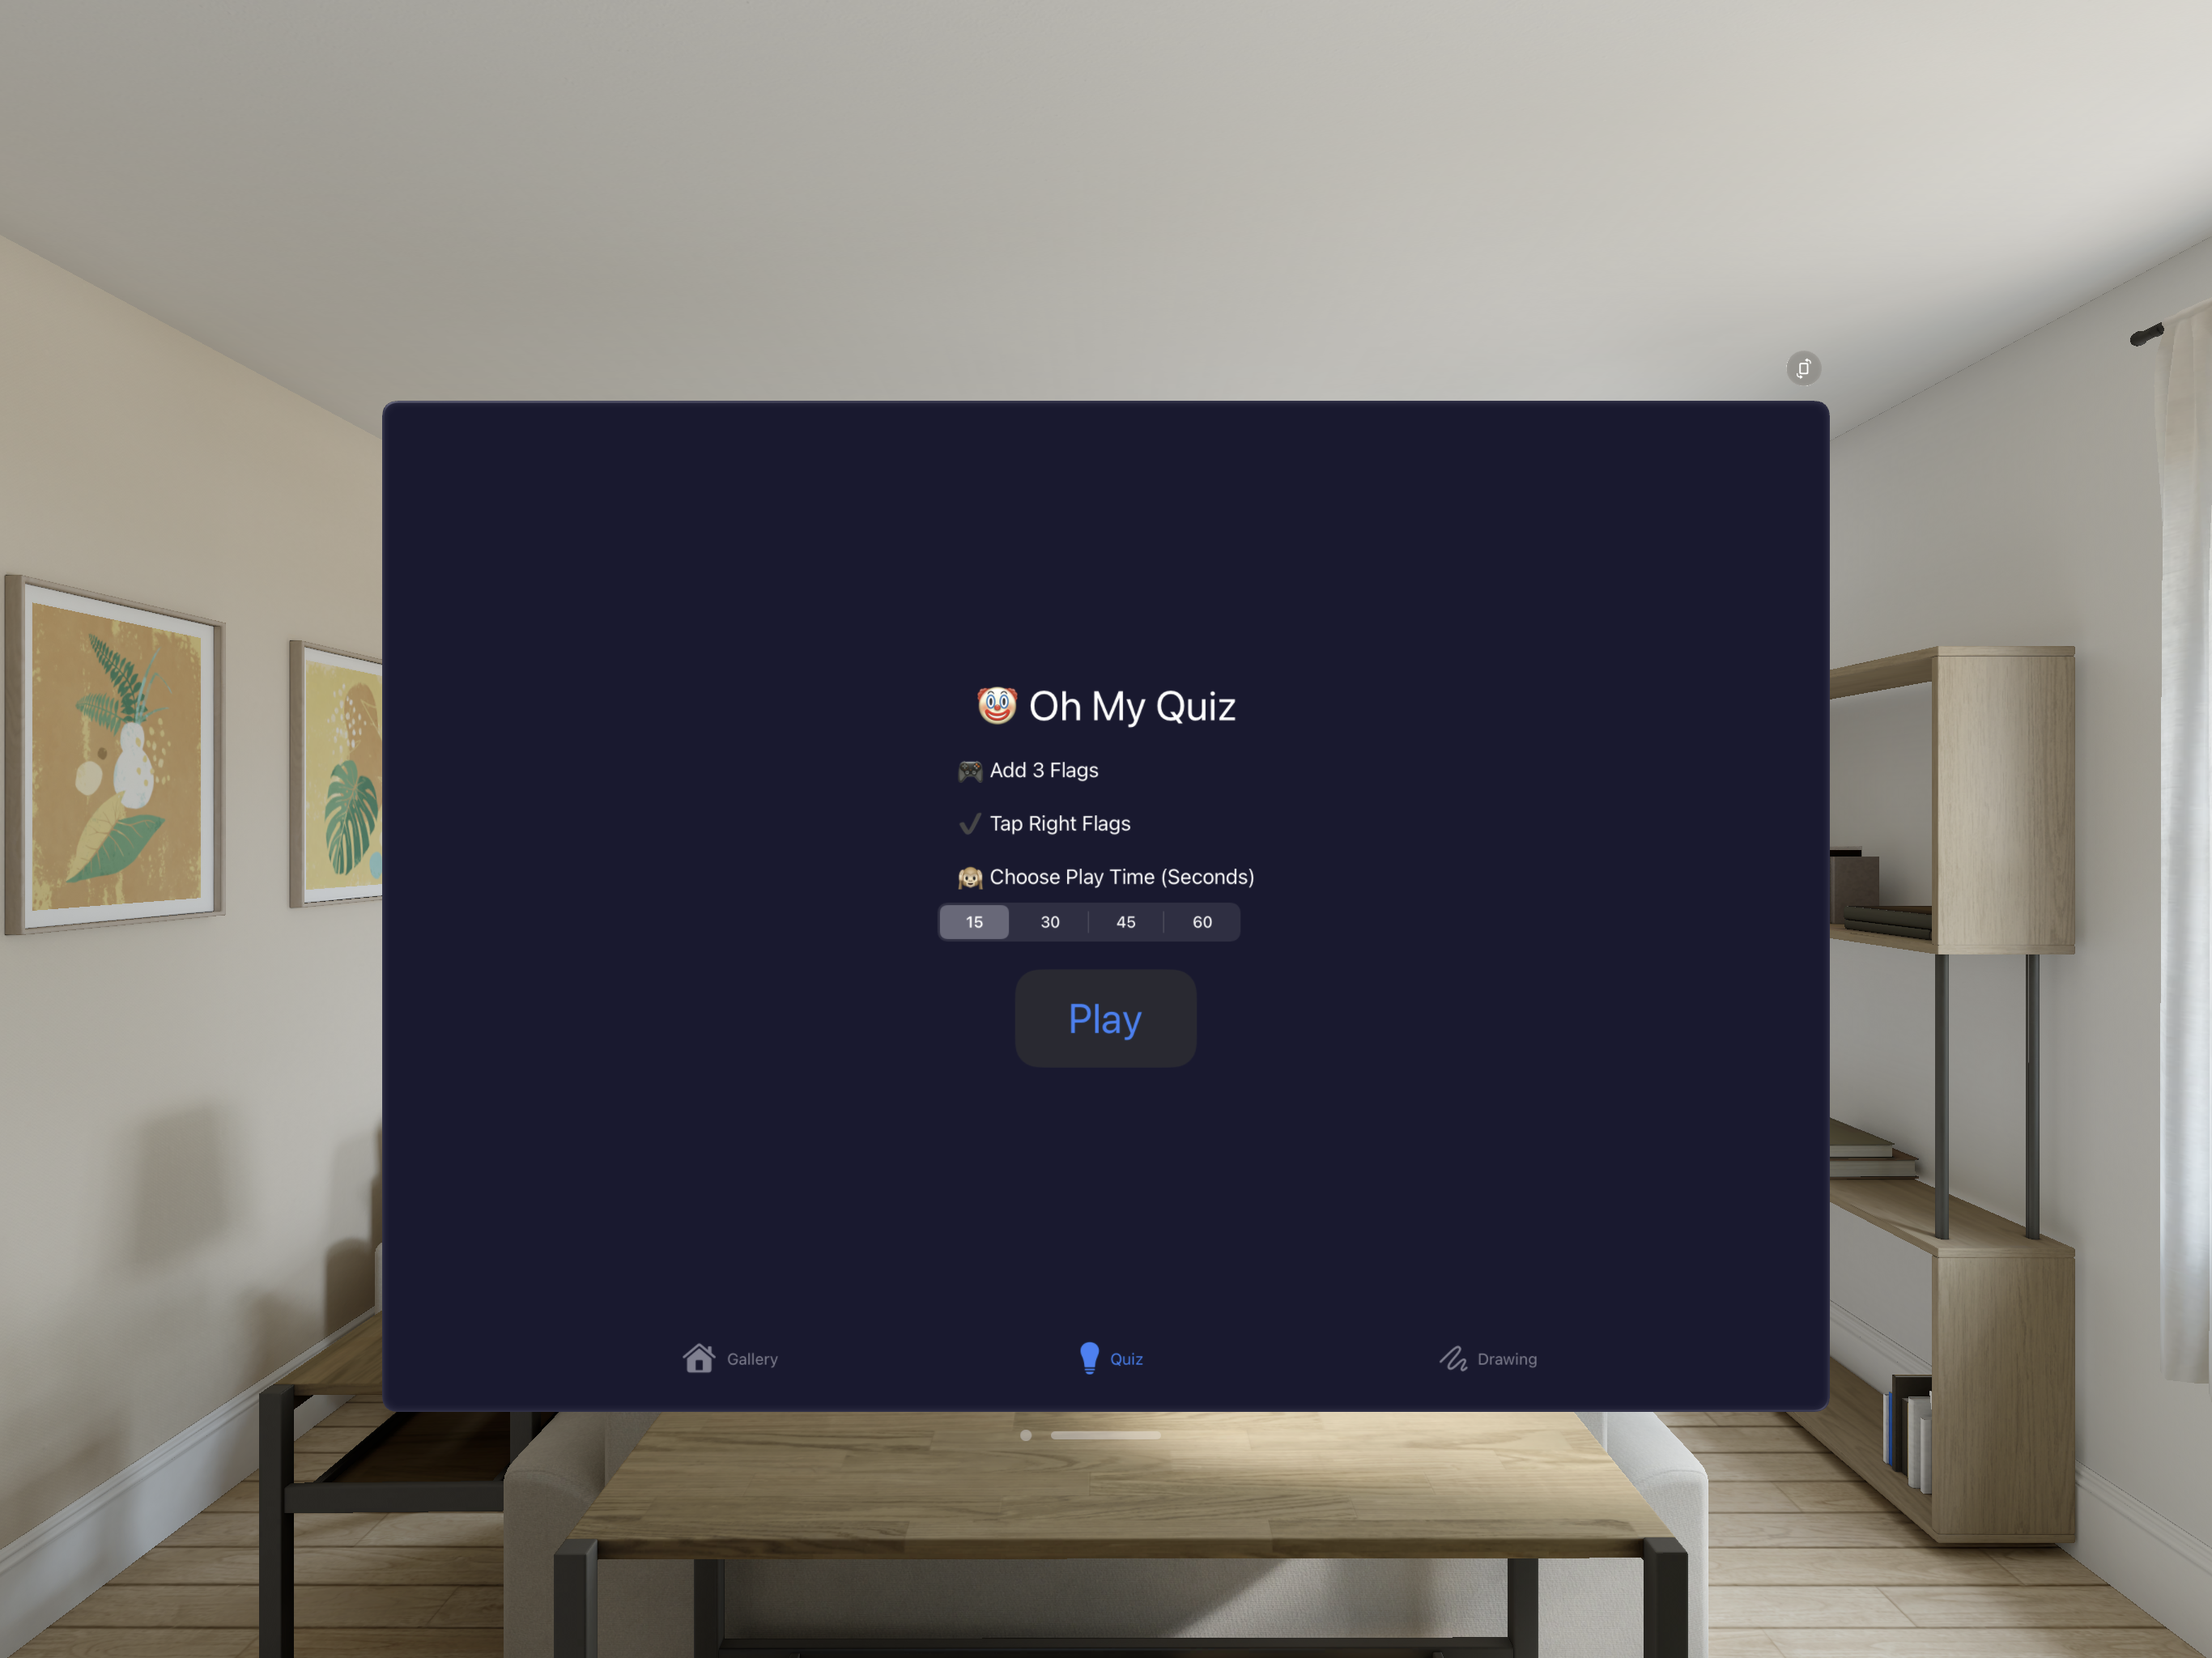 🤡 Oh My Quiz
🎮 Add 3 Flags
✔️ Tap Right Flags
🙉 Choose Play Time (Seconds)
15 30 45 60
Play
Gallery Quiz Drawing